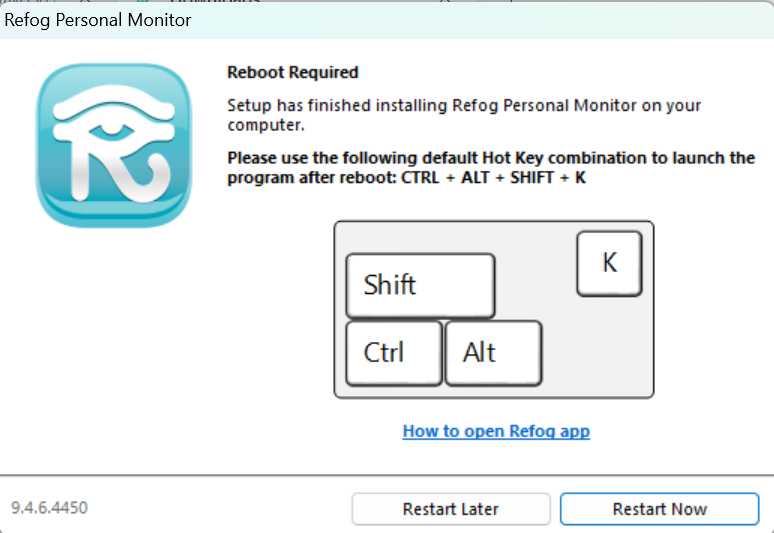 Refog Personal Monitor
Reboot Required
Setup has finished installing Refog Personal Monitor on your
computer.
Please use the following default Hot Key combination to launch the
program after reboot: CTRL + ALT + SHIFT + K
K
Shift
Ctrl Alt
How to open Refog app
9.4.6.4450
Restart Later
Restart Now